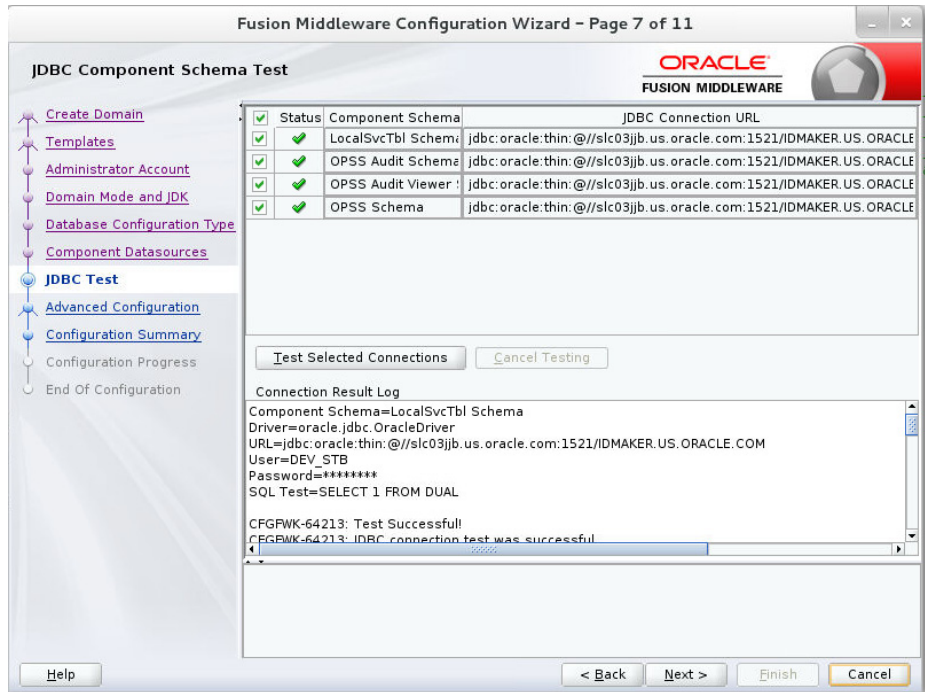 Fusion Middleware Configuration Wizard – Page 7 of 11
JDBC Component Schema Test
ORACLE
FUSION MIDDLEWARE
Create Domain
Templates
Administrator Account
Domain Mode and JDK
Database Configuration Type
Component Datasources
JDBC Test
Advanced Configuration
Configuration Summary
Configuration Progress
End Of Configuration
Status Component Schema JDBC Connection URL
LocalSvcTbl Schema jdbc:oracle:thin:@//slc03jjb.us.oracle.com:1521/IDMAKER.US.ORACLE
OPSS Audit Schema jdbc:oracle:thin:@//slc03jjb.us.oracle.com:1521/IDMAKER.US.ORACLE
OPSS Audit Viewer jdbc:oracle:thin:@//slc03jjb.us.oracle.com:1521/IDMAKER.US.ORACLE
OPSS Schema jdbc:oracle:thin:@//slc03jjb.us.oracle.com:1521/IDMAKER.US.ORACLE
Test Selected Connections Cancel Testing
Connection Result Log
Component Schema=LocalSvcTbl Schema
Driver=oracle.jdbc.OracleDriver
URL=jdbc:oracle:thin:@//slc03jjb.us.oracle.com:1521/IDMAKER.US.ORACLE.COM
User=DEV_STB
Password=********
SQL Test=SELECT 1 FROM DUAL
CFGFWK-64213: Test Successful!
CFGFWK-64213: JDBC connection test was successful
Help < Back Next > Finish Cancel